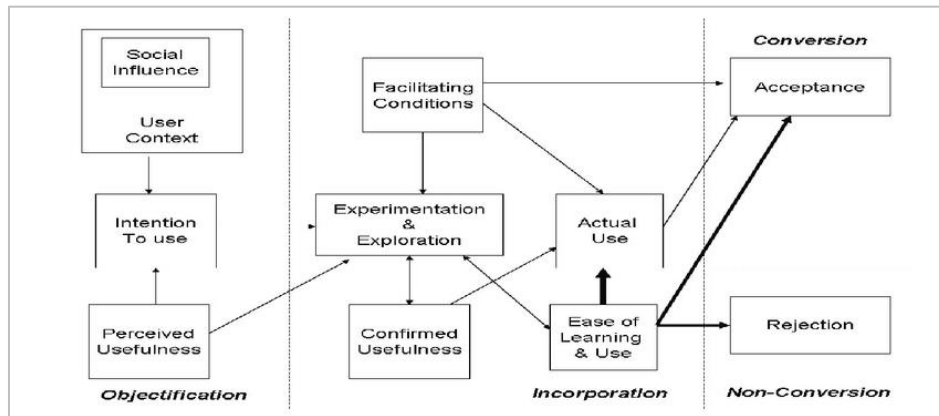 Social
Influence
User
Context
Intention
To use
Perceived
Usefulness
Objectification
Facilitating
Conditions
Experimentation
&
Exploration
Actual
Use
Confirmed
Usefulness
Ease of
Learning
& Use
Incorporation
Conversion
Acceptance
Rejection
Non-Conversion